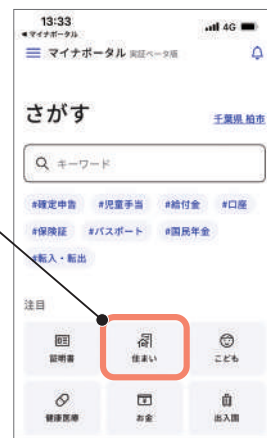 13:33
4G
◀マイナポータル
マイナポータル 実証ベータ版
さがす
千葉県 柏市
キーワード
#確定申告 #児童手当 #給付金 #口座
#保険証 #パスポート #国民年金
#転入・転出
注目
証明書 住まい こども
健康医療 お金 出入国